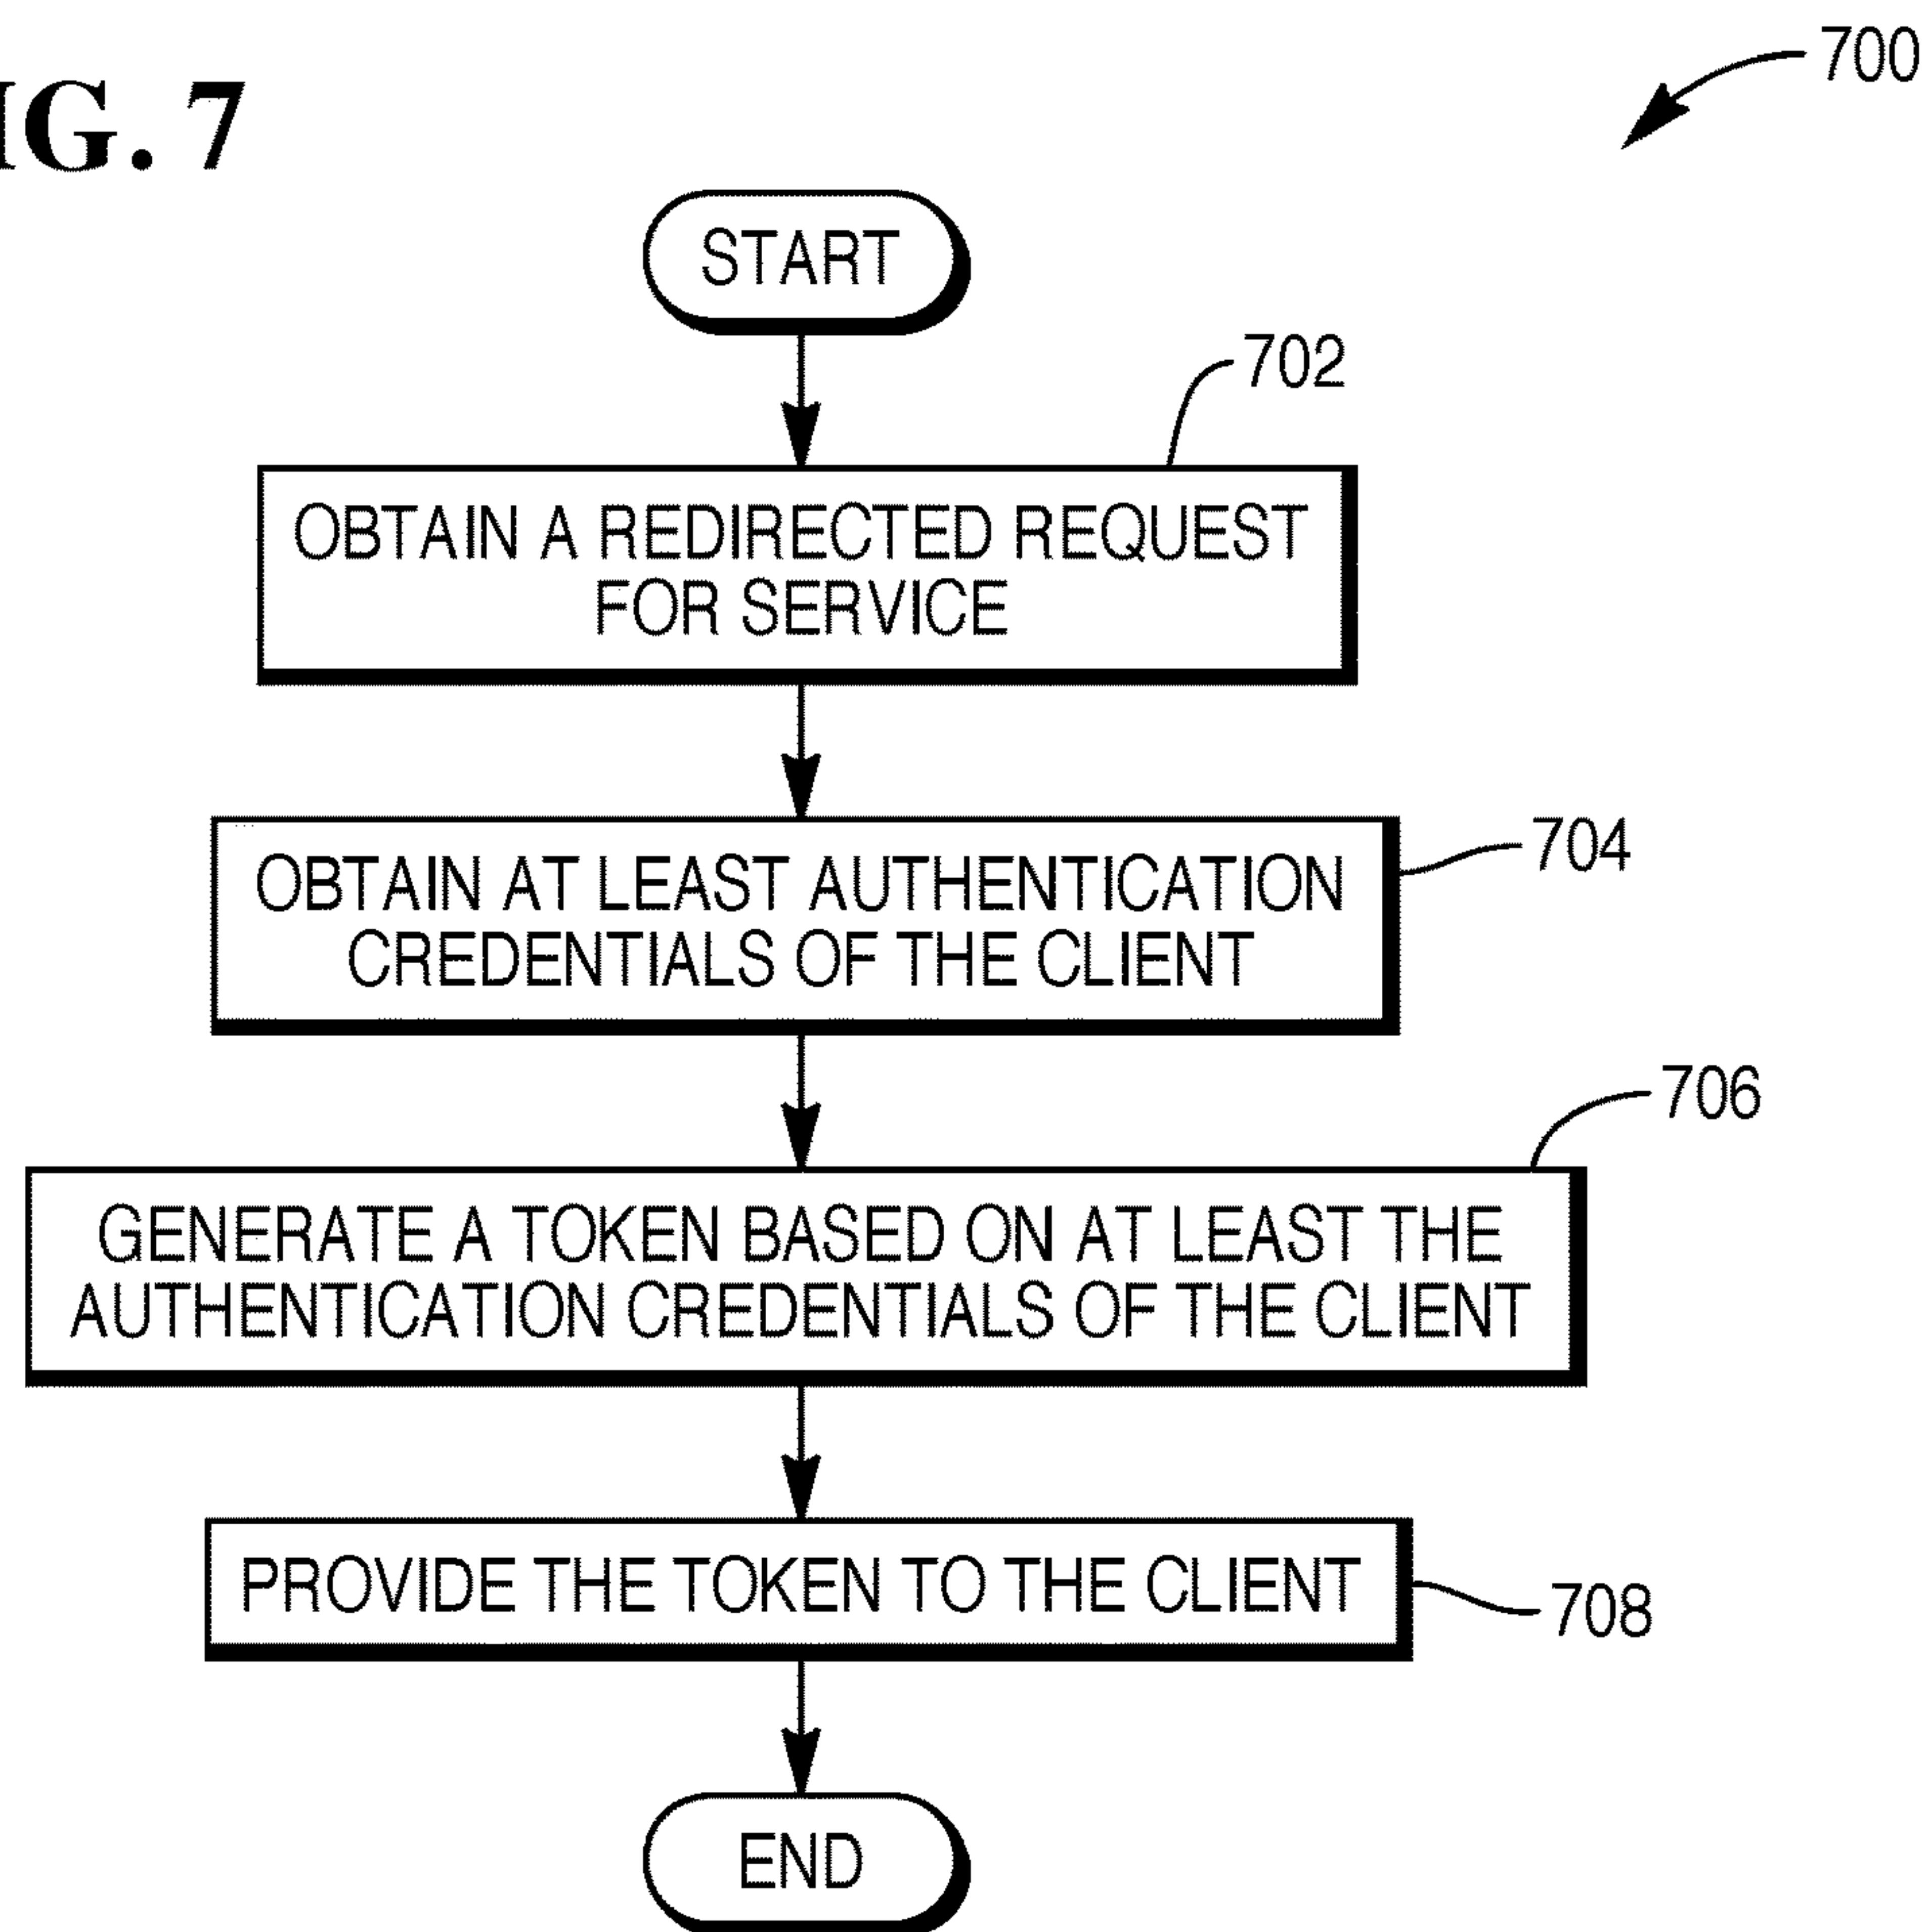 IG. 7
700
START
702
OBTAIN A REDIRECTED REQUEST
FOR SERVICE
704
OBTAIN AT LEAST AUTHENTICATION
CREDENTIALS OF THE CLIENT
706
GENERATE A TOKEN BASED ON AT LEAST THE
AUTHENTICATION CREDENTIALS OF THE CLIENT
PROVIDE THE TOKEN TO THE CLIENT
708
END